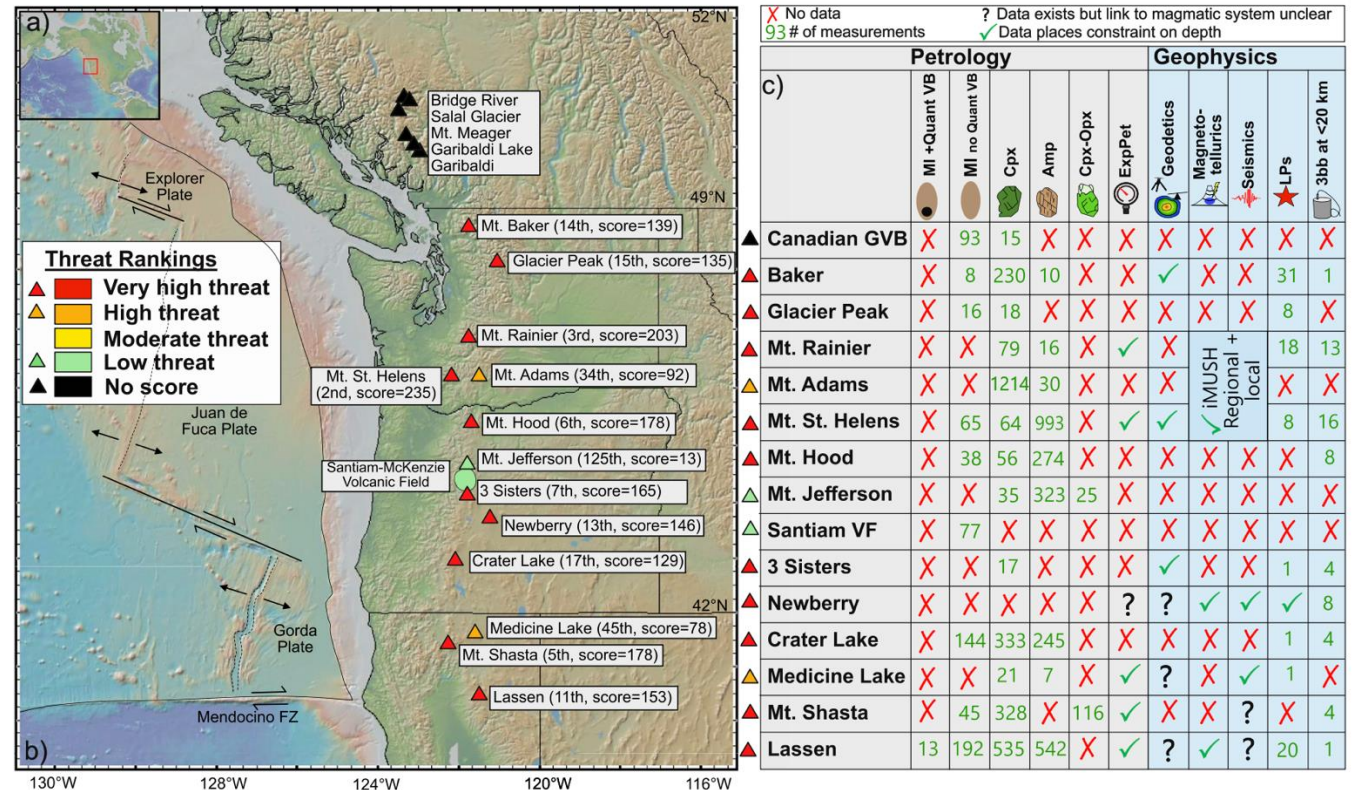 a)
52°N
Bridge River
Salal Glacier
Mt. Meager
Garibaldi Lake
Garibaldi
Explorer
Plate
49°N
Mt. Baker (14th, score=139)
Glacier Peak (15th, score=135)
Threat Rankings
Very high threat
High threat
Moderate threat
Low threat
No score
Mt. Rainier (3rd, score=203)
Mt. St. Helens
(2nd, score=235)
Mt. Adams (34th, score=92)
Juan de
Fuca Plate
Mt. Hood (6th, score=178)
Mt. Jefferson (125th, score=13)
Santiam-McKenzie
Volcanic Field
3 Sisters (7th, score=165)
Newberry (13th, score=146)
Crater Lake (17th, score=129)
42°N
Gorda
Plate
Medicine Lake (45th, score=78)
Mt. Shasta (5th, score=178)
Lassen (11th, score=153)
Mendocino FZ
b)
130°W 128°W 124°W 120°W 116°W
✗ No data ? Data exists but link to magmatic system unclear
93 # of measurements ✓ Data places constraint on depth
Petrology Geophysics
c)
MI +Quant VB
MI no Quant VB
Cpx
Amp
Cpx-Opx
ExpPet
Geodetics
Magneto-
tellurics
Seismics
LPs
3bb at <20 km
Canadian GVB ✗ 93 15 ✗ ✗ ✗ ✗ ✗ ✗ ✗ ✗
Baker ✗ 8 230 10 ✗ ✗ ✓ ✗ ✗ 31 1
Glacier Peak ✗ 16 18 ✗ ✗ ✗ ✗ ✗ ✗ 8 ✗
Mt. Rainier ✗ ✗ 79 16 ✗ ✓ ✗ 18 13
Mt. Adams ✗ ✗ 1214 30 ✗ ✗ ✗ ✗ ✗
Mt. St. Helens ✗ 65 64 993 ✗ ✓ ✓ 8 16
✓ iMUSH
Regional +
local
Mt. Hood ✗ 38 56 274 ✗ ✗ ✗ ✗ ✗ ✗ 8
Mt. Jefferson ✗ ✗ 35 323 25 ✗ ✗ ✗ ✗ ✗ ✗
Santiam VF ✗ 77 ✗ ✗ ✗ ✗ ✗ ✗ ✗ ✗ ✗
3 Sisters ✗ ✗ 17 ✗ ✗ ✗ ✓ ✗ ✗ 1 4
Newberry ✗ ✗ ✗ ✗ ✗ ? ? ✓ ✓ ✓ 8
Crater Lake ✗ 144 333 245 ✗ ✗ ✗ ✗ ✗ 1 4
Medicine Lake ✗ ✗ 21 7 ✗ ✓ ? ✗ ✓ 1 ✗
Mt. Shasta ✗ 45 328 ✗ 116 ✓ ✗ ✗ ? ✗ 4
Lassen 13 192 535 542 ✗ ✓ ? ✓ ? 20 1